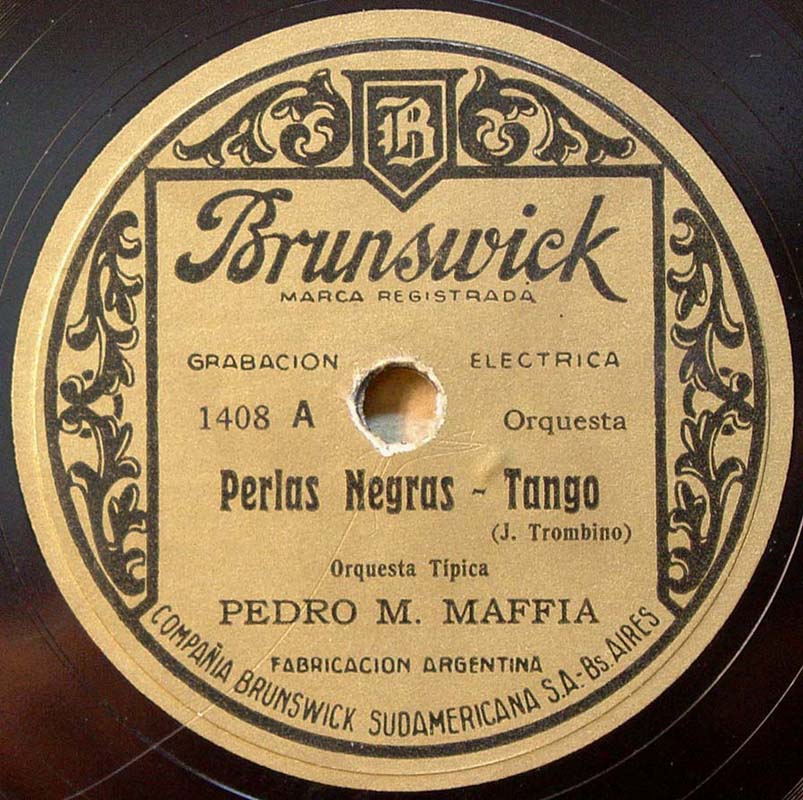 B
Brunswick
MARCA REGISTRADA
GRABACION ELECTRICA
1408 A Orquesta
Perlas Negras - Tango
(J. Trombino)
Orquesta Típica
PEDRO M. MAFFIA
FABRICACION ARGENTINA
COMPAÑIA BRUNSWICK SUDAMERICANA S.A.-Bs. AIRES